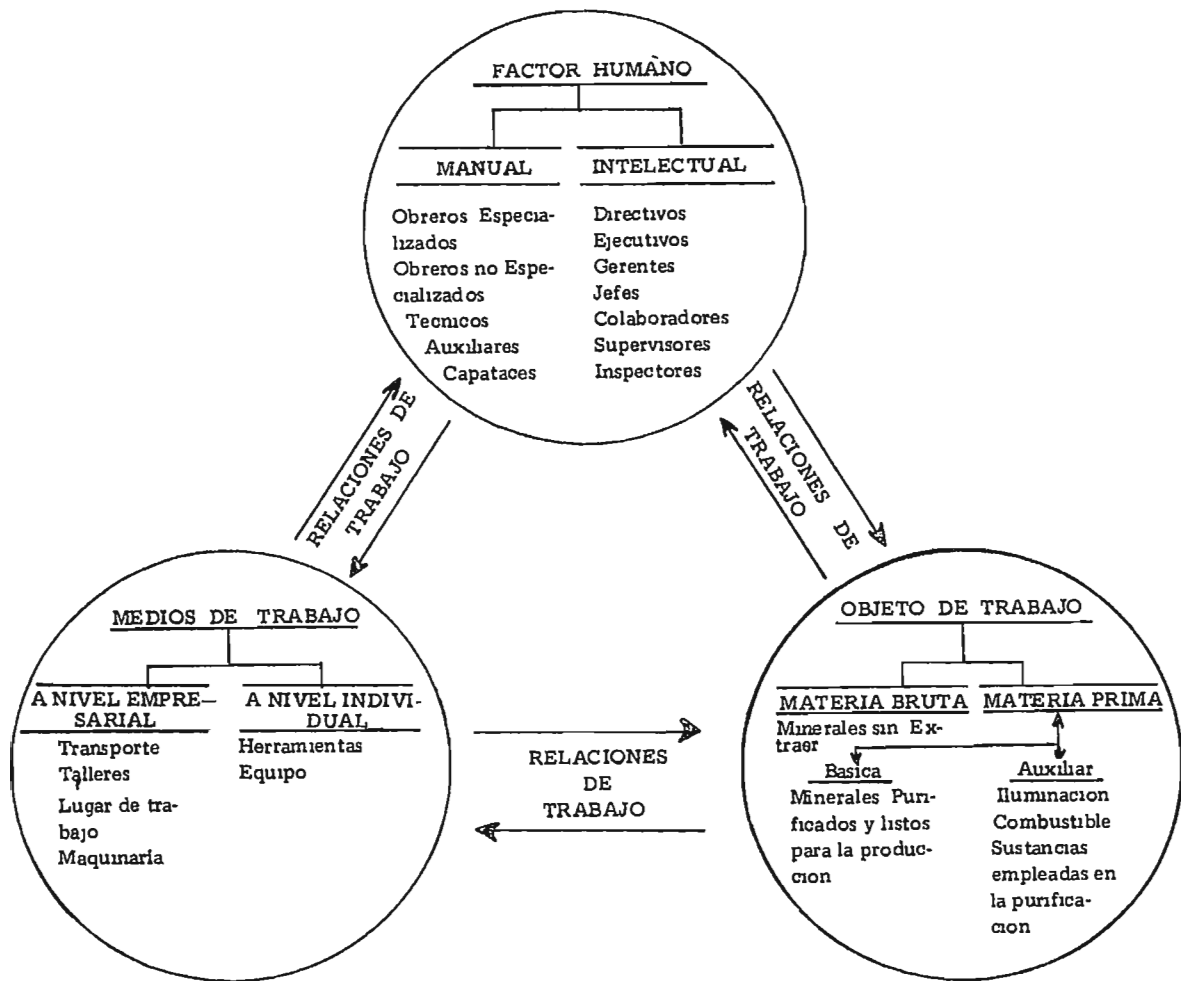 FACTOR HUMÀNO
MANUAL
Obreros Especia-
lizados
Obreros no Espe-
cializados
Tecnicos
Auxiliares
Capataces
INTELECTUAL
Directivos
Ejecutivos
Gerentes
Jefes
Colaboradores
Supervisores
Inspectores
RELACIONES DE
TRABAJO
RELACIONES DE
TRABAJO
MEDIOS DE TRABAJO
A NIVEL EMPRE-
SARIAL
Transporte
Talleres
Lugar de tra-
bajo
Maquinaria
A NIVEL INDIVI-
DUAL
Herramientas
Equipo
RELACIONES
DE
TRABAJO
OBJETO DE TRABAJO
MATERIA BRUTA
Minerales sin Ex-
traer
MATERIA PRIMA
Basica
Minerales Puri-
ficados y listos
para la produc-
cion
Auxiliar
Iluminacion
Combustible
Sustancias
empleadas en
la purifica-
cion